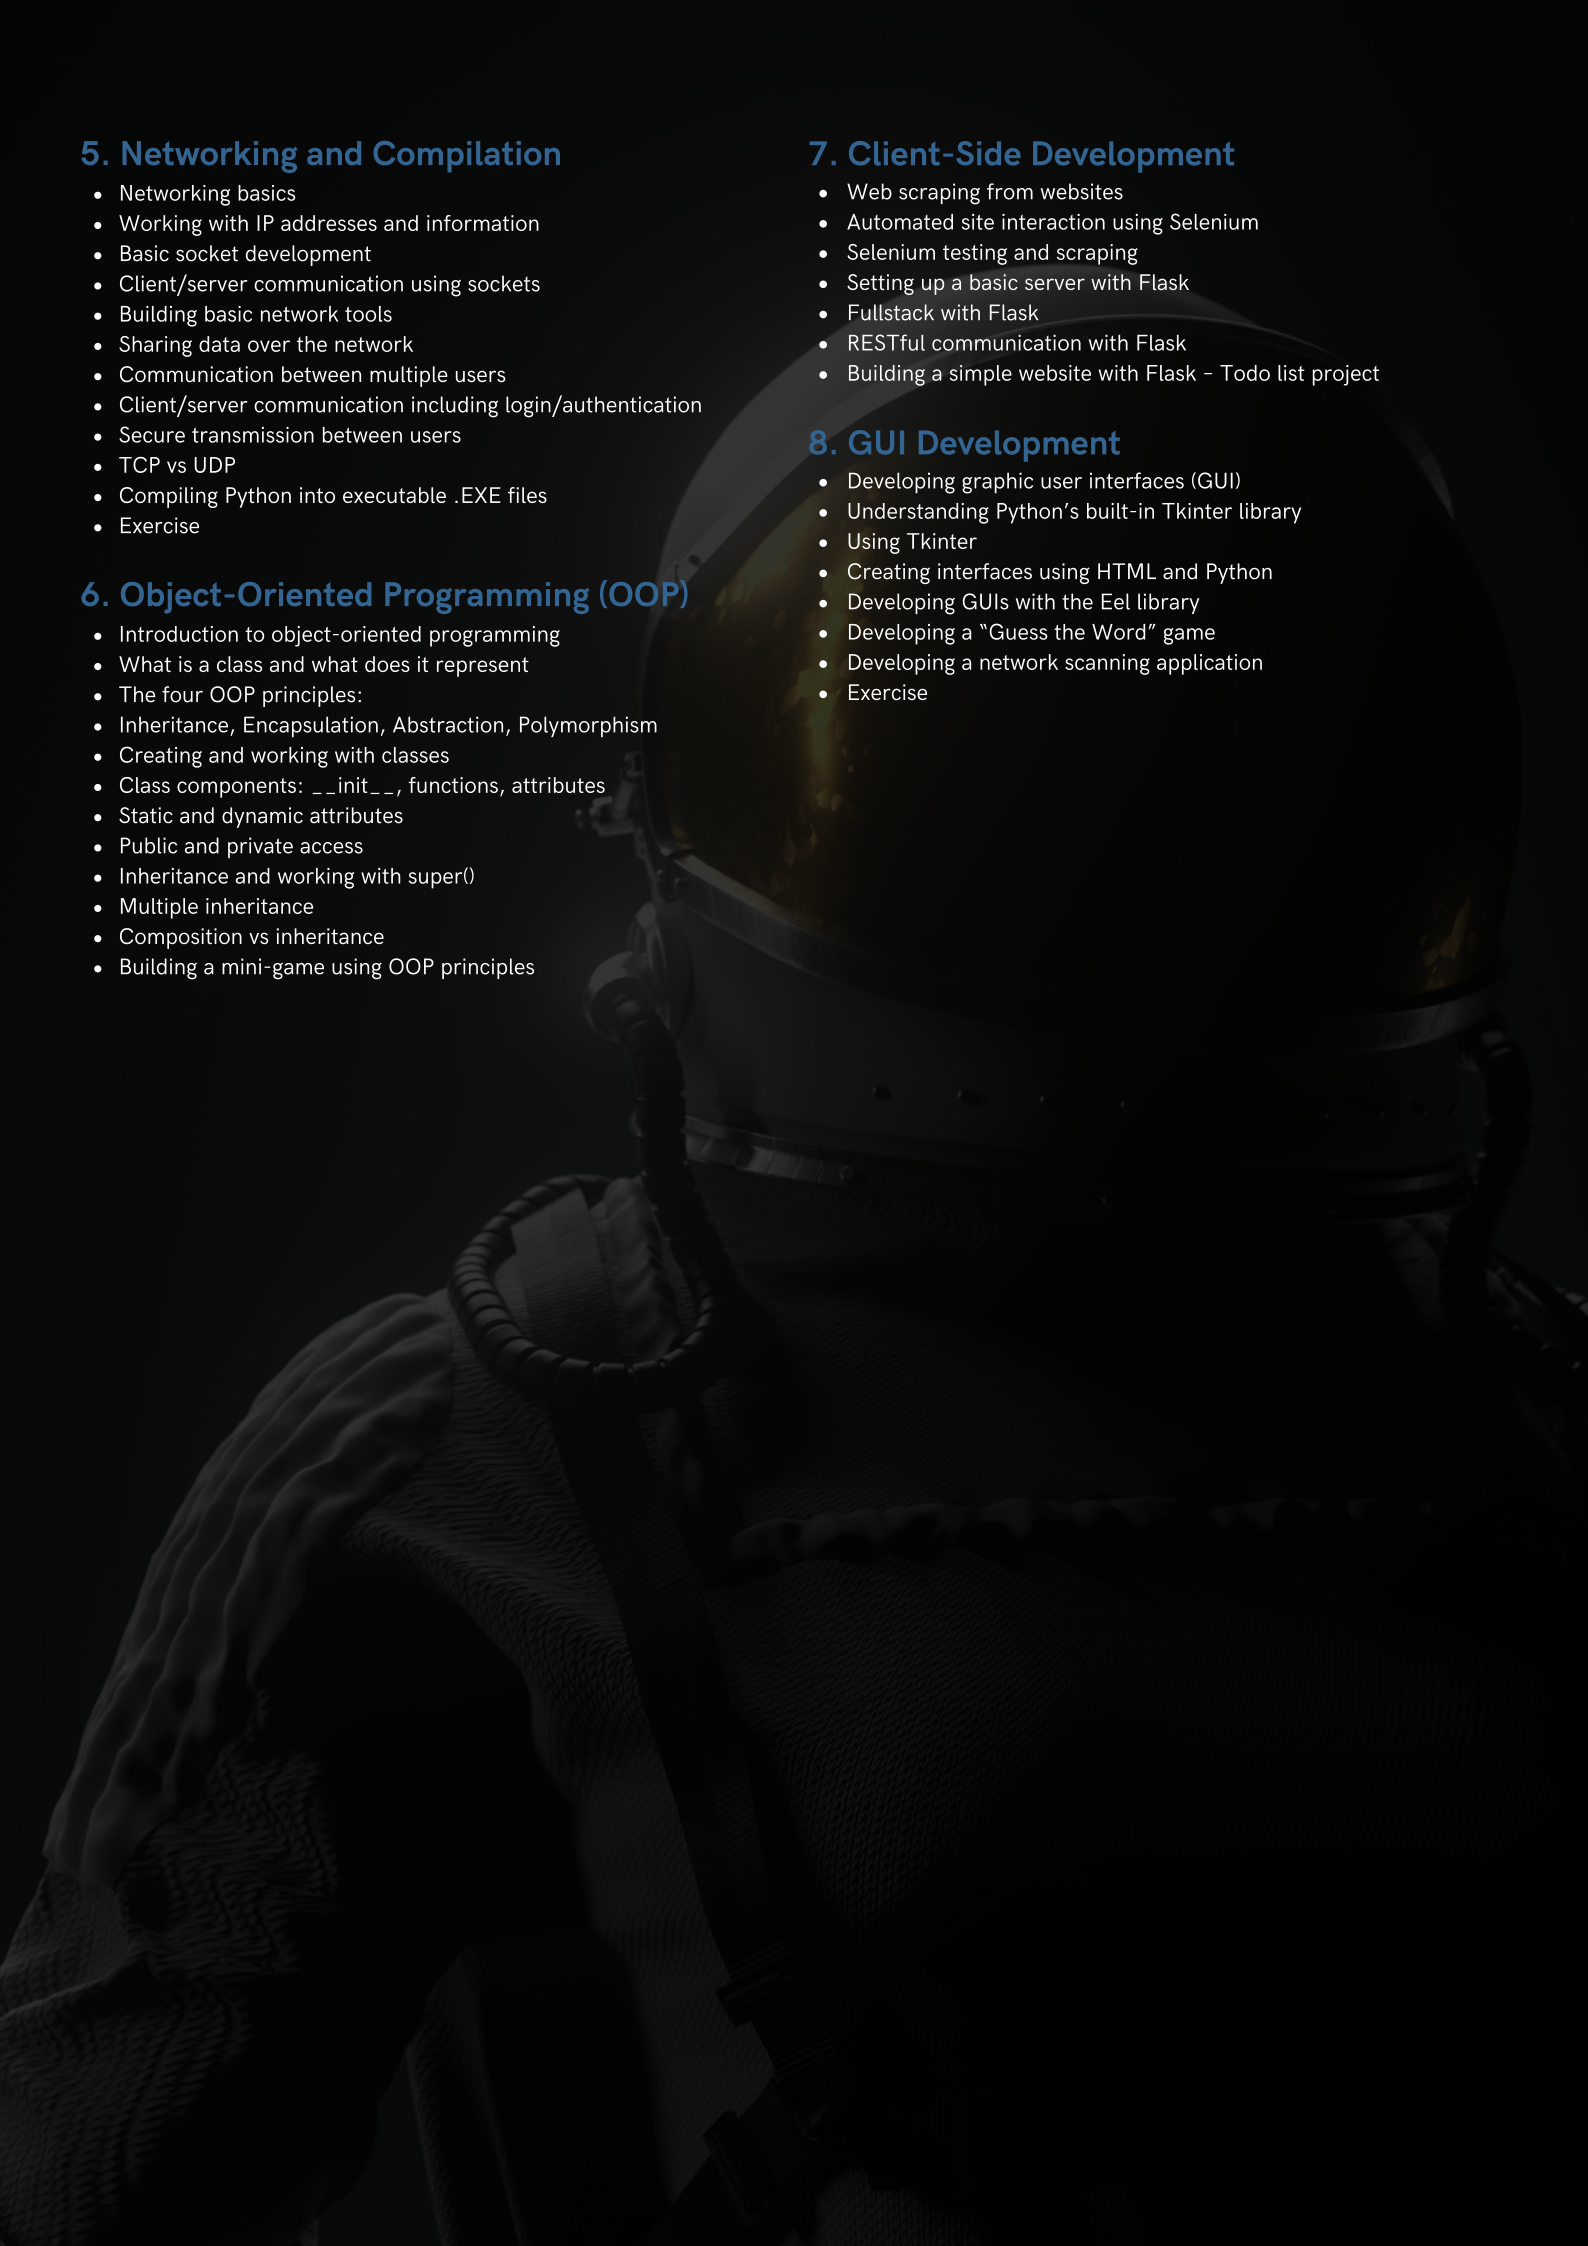 5. Networking and Compilation
• Networking basics
• Working with IP addresses and information
• Basic socket development
• Client/server communication using sockets
• Building basic network tools
• Sharing data over the network
• Communication between multiple users
• Client/server communication including login/authentication
• Secure transmission between users
• TCP vs UDP
• Compiling Python into executable .EXE files
• Exercise
6. Object-Oriented Programming (OOP)
• Introduction to object-oriented programming
• What is a class and what does it represent
• The four OOP principles:
• Inheritance, Encapsulation, Abstraction, Polymorphism
• Creating and working with classes
• Class components: __init__, functions, attributes
• Static and dynamic attributes
• Public and private access
• Inheritance and working with super()
• Multiple inheritance
• Composition vs inheritance
• Building a mini-game using OOP principles
7. Client-Side Development
• Web scraping from websites
• Automated site interaction using Selenium
• Selenium testing and scraping
• Setting up a basic server with Flask
• Fullstack with Flask
• RESTful communication with Flask
• Building a simple website with Flask – Todo list project
8. GUI Development
• Developing graphic user interfaces (GUI)
• Understanding Python’s built-in Tkinter library
• Using Tkinter
• Creating interfaces using HTML and Python
• Developing GUIs with the Eel library
• Developing a “Guess the Word” game
• Developing a network scanning application
• Exercise